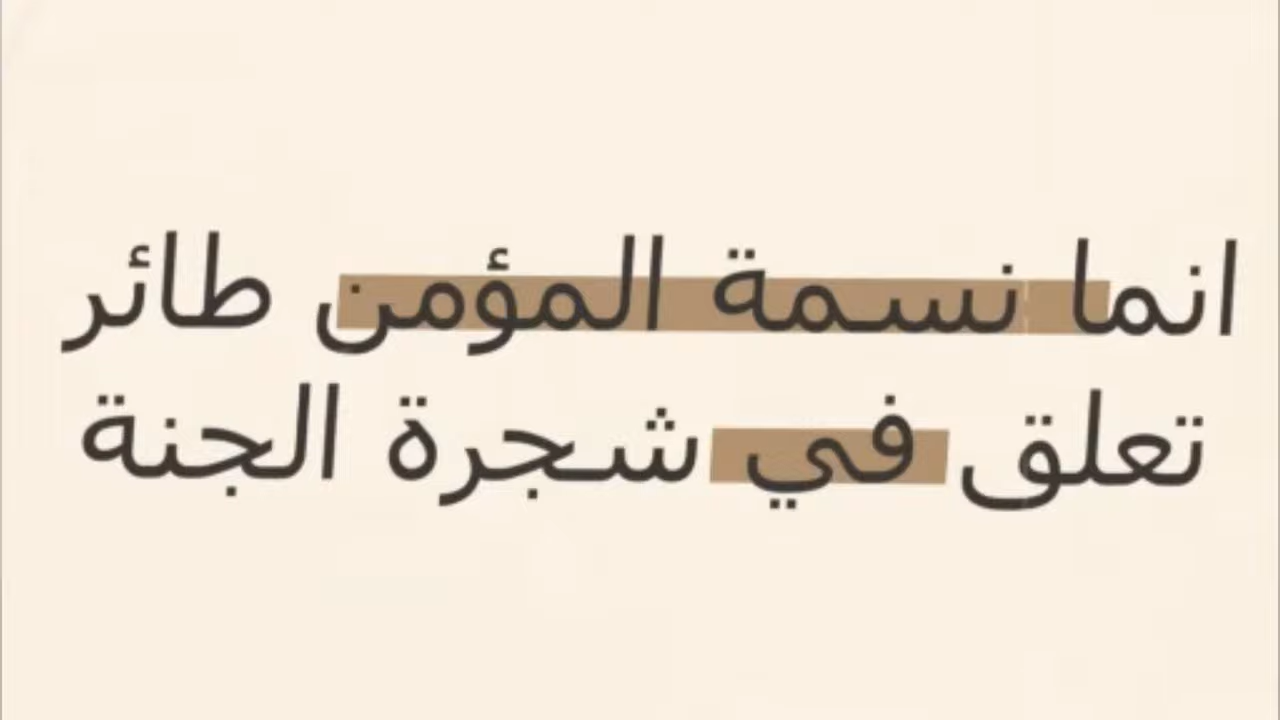 انما نسمة المؤمن طائر
تعلق في شجرة الجنة